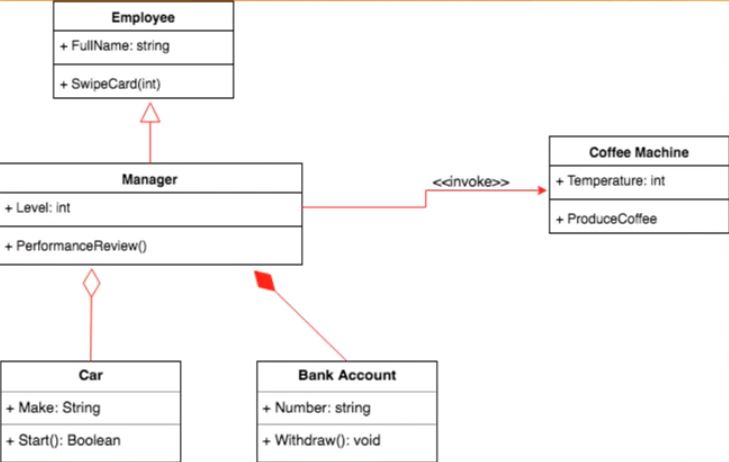 Employee
+ FullName: string
+ SwipeCard(int)
Manager
+ Level: int
+ PerformanceReview()
<<invoke>>
Coffee Machine
+ Temperature: int
+ ProduceCoffee
Car
+ Make: String
+ Start(): Boolean
Bank Account
+ Number: string
+ Withdraw(): void